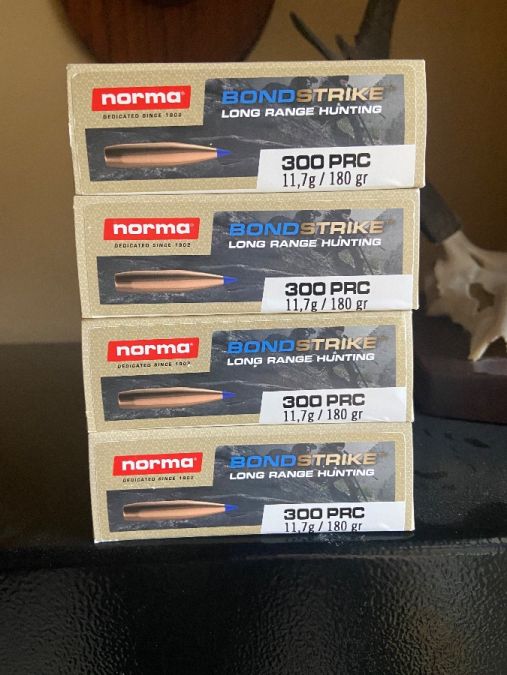 norma
DEDICATED SINCE 1902
BONDSTRIKE
LONG RANGE HUNTING
300 PRC
11,7g / 180 gr
norma
DEDICATED SINCE 1902
BONDSTRIKE
LONG RANGE HUNTING
300 PRC
11,7g / 180 gr
norma
DEDICATED SINCE 1902
BONDSTRIKE
LONG RANGE HUNTING
300 PRC
11,7g / 180 gr
norma
DEDICATED SINCE 1902
BONDSTRIKE
LONG RANGE HUNTING
300 PRC
11,7g / 180 gr